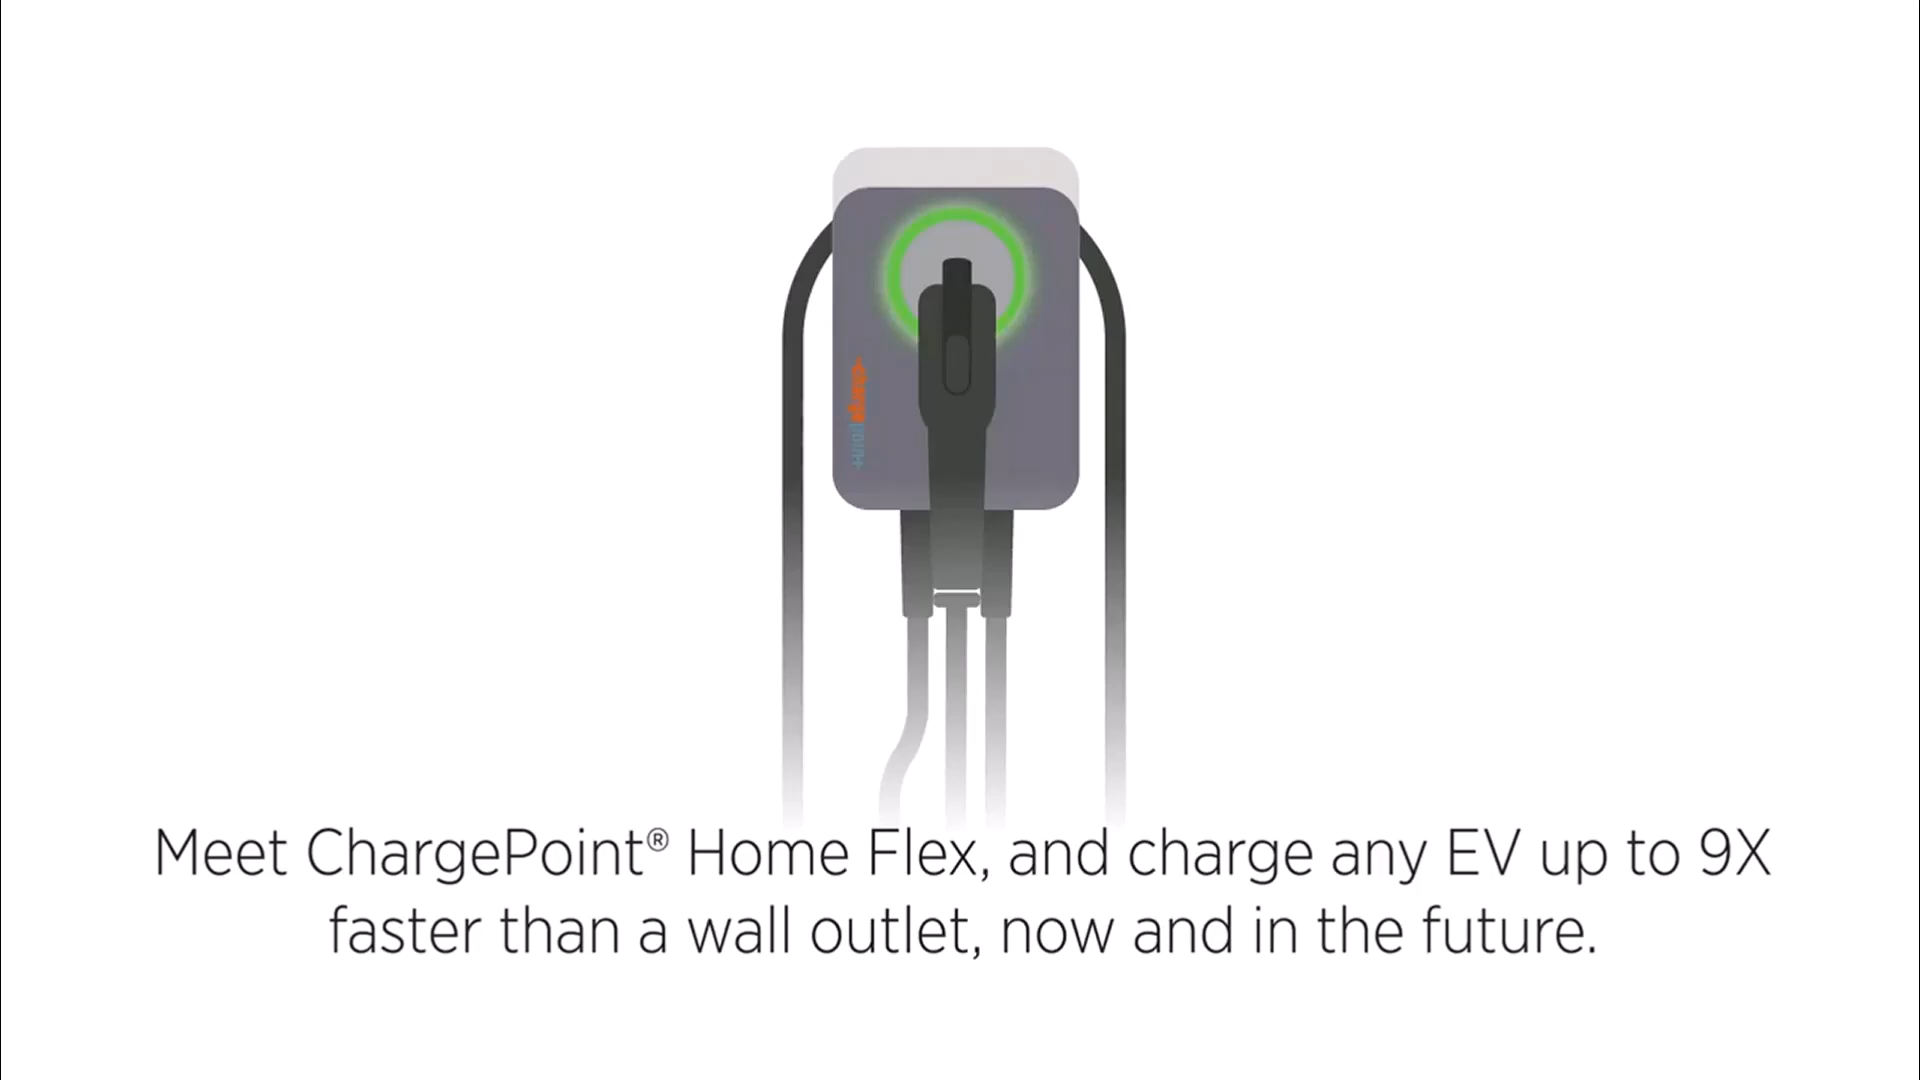 chargepoint
Meet ChargePoint® Home Flex, and charge any EV up to 9X
faster than a wall outlet, now and in the future.